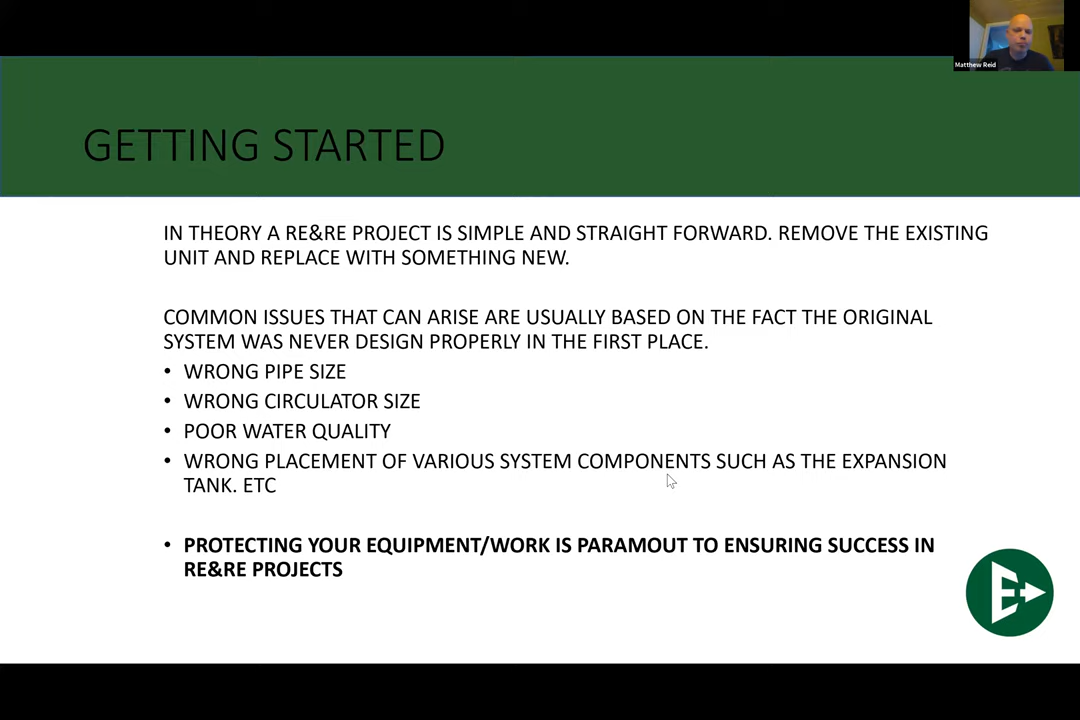 Matthew Reid
GETTING STARTED
IN THEORY A RE&RE PROJECT IS SIMPLE AND STRAIGHT FORWARD. REMOVE THE EXISTING
UNIT AND REPLACE WITH SOMETHING NEW.
COMMON ISSUES THAT CAN ARISE ARE USUALLY BASED ON THE FACT THE ORIGINAL
SYSTEM WAS NEVER DESIGN PROPERLY IN THE FIRST PLACE.
• WRONG PIPE SIZE
• WRONG CIRCULATOR SIZE
• POOR WATER QUALITY
• WRONG PLACEMENT OF VARIOUS SYSTEM COMPONENTS SUCH AS THE EXPANSION
TANK. ETC
• PROTECTING YOUR EQUIPMENT/WORK IS PARAMOUT TO ENSURING SUCCESS IN
RE&RE PROJECTS
E